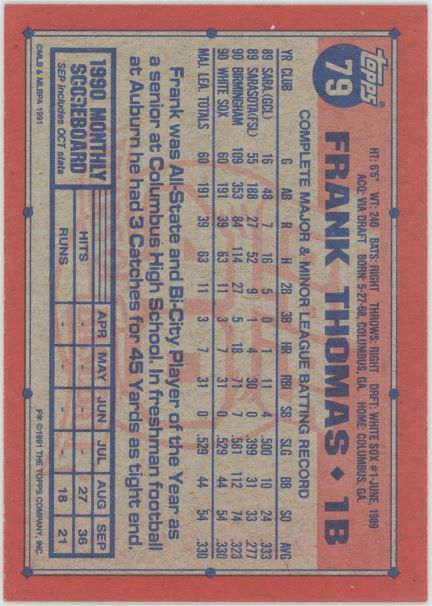 Topps®
79
FRANK THOMAS ♦ 1B
HT: 6'5" WT: 240 BATS: RIGHT THROWS: RIGHT DRFT: WHITE SOX #1-JUNE, 1989
ACQ: VIA DRAFT BORN: 5-27-68, COLUMBUS, GA. HOME: COLUMBUS, GA.
COMPLETE MAJOR & MINOR LEAGUE BATTING RECORD
YR CLUB G AB R H 2B 3B HR RBI SB SLG BB SO AVG
89 SARA.(GCL) 16 48 7 16 5 0 1 11 4 .500 10 24 .333
89 SARASOTA(FSL) 55 188 27 52 9 1 4 30 0 .399 31 33 .277
90 BIRMINGHAM 109 353 84 114 27 5 18 71 7 .581 112 74 .323
90 WHITE SOX 60 191 39 63 11 3 7 31 0 .529 44 54 .330
MAJ. LEA. TOTALS 60 191 39 63 11 3 7 31 0 .529 44 54 .330
Frank was All-State and Bi-City Player of the Year as
a senior at Columbus High School. In freshman football
at Auburn he had 3 Catches for 45 Yards as tight end.
1990 MONTHLY
SCOREBOARD
SEP includes OCT stats
APR MAY JUN JUL AUG SEP
HITS - - - - 27 36
RUNS - - - - 18 21
©MLB & MLBPA 1991
F* ©1991 THE TOPPS COMPANY, INC.